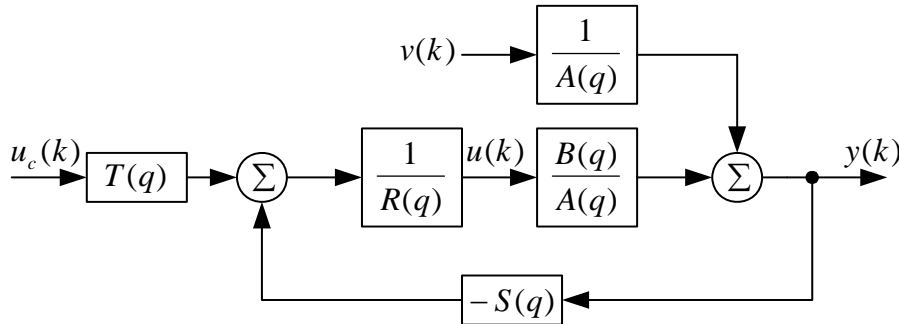 v(k)
1
A(q)
u_c(k)
T(q)
Σ
1
R(q)
u(k)
B(q)
A(q)
Σ
y(k)
−S(q)